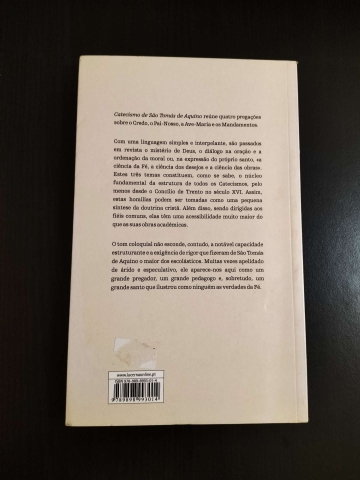 Catecismo de São Tomás de Aquino reúne quatro pregações
sobre o Credo, o Pai-Nosso, a Ave-Maria e os Mandamentos.
Com uma linguagem simples e interpelante, são passados
em revista o mistério de Deus, o diálogo na oração e a
ordenação da moral ou, na expressão do próprio santo, «a
ciência da Fé, a ciência dos desejos e a ciência das obras.
Estes três temas constituem, como se sabe, o núcleo
fundamental da estrutura de todos os Catecismos, pelo
menos desde o Concílio de Trento no século XVI. Assim,
estas homilias podem ser tomadas como uma pequena
síntese da doutrina cristã. Além disso, sendo dirigidas aos
fiéis comuns, elas têm uma acessibilidade muito maior do
que as suas obras académicas.
O tom coloquial não esconde, contudo, a notável capacidade
estruturante e a exigência de rigor que fizeram de São Tomás
de Aquino o maior dos escolásticos. Muitas vezes apelidado
de árido e especulativo, ele aparece-nos aqui como um
grande pregador, um grande pedagogo e, sobretudo, um
grande santo que ilustrou como ninguém as verdades da Fé.
www.lucernaonline.pt
9789898993014